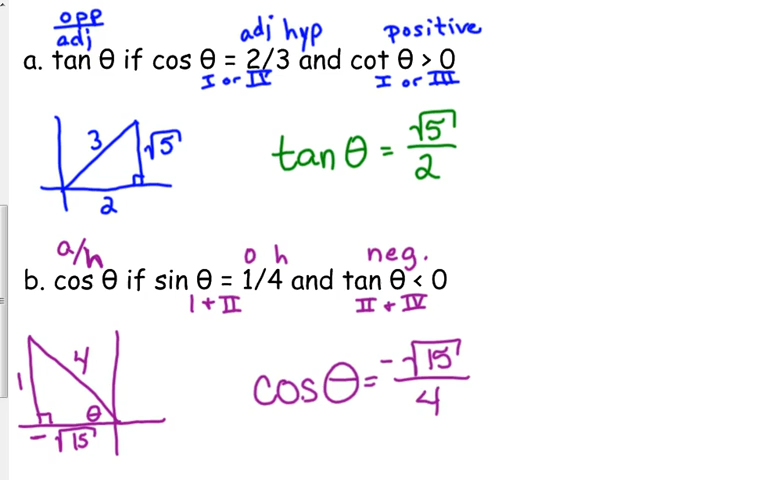 opp
adj
adj hyp
positive
a. tan θ if cos θ = 2/3 and cot θ > 0
I or IV
I or III
3
√5
2
tan θ = √5/2
a/h
o h
neg.
b. cos θ if sin θ = 1/4 and tan θ < 0
I + II
II + IV
1
4
θ
-√15
cos θ = -√15/4